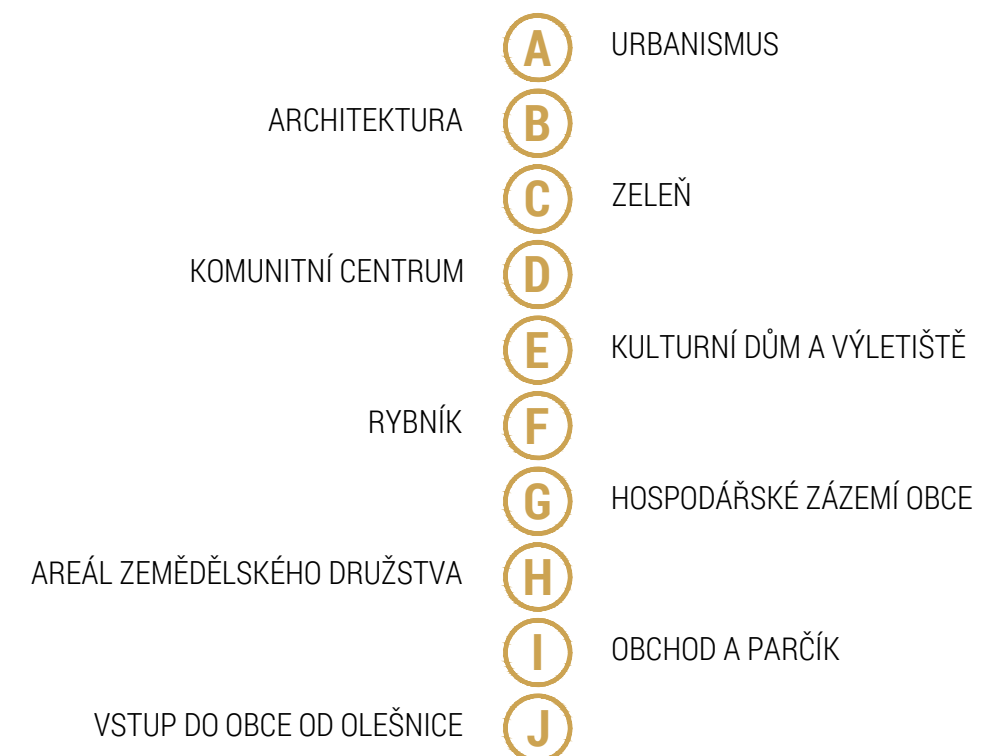 A URBANISMUS
ARCHITEKTURA B
C ZELEŇ
KOMUNITNÍ CENTRUM D
E KULTURNÍ DŮM A VÝLETIŠTĚ
RYBNÍK F
G HOSPODÁŘSKÉ ZÁZEMÍ OBCE
AREÁL ZEMĚDĚLSKÉHO DRUŽSTVA H
I OBCHOD A PARČÍK
VSTUP DO OBCE OD OLEŠNICE J